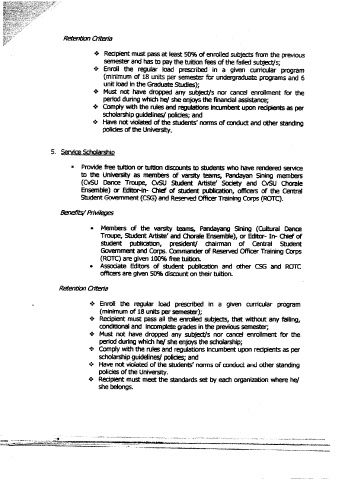 Retention Criteria
❖ Recipient must pass at least 50% of enrolled subjects from the previous
semester and has to pay the tuition fees of the failed subject/s;
❖ Enroll the regular load prescribed in a given curricular program
(minimum of 18 units per semester for undergraduate programs and 6
unit load in the Graduate Studies);
❖ Must not have dropped any subject/s nor cancel enrollment for the
period during which he/ she enjoys the financial assistance;
❖ Comply with the rules and regulations incumbent upon recipients as per
scholarship guidelines/ policies; and
❖ Have not violated of the students' norms of conduct and other standing
policies of the University.
5. Service Scholarship
▪ Provide free tuition or tuition discounts to students who have rendered service
to the University as members of varsity teams, Pandayan Sining members
(CvSU Dance Troupe, CvSU Student Artiste' Society and CvSU Chorale
Ensemble) or Editor-in- Chief of student publication, officers of the Central
Student Government (CSG) and Reserved Officer Training Corps (ROTC).
Benefits/ Privileges
• Members of the varsity teams, Pandayang Sining (Cultural Dance
Troupe, Student Artiste' and Chorale Ensemble), or Editor- In- Chief of
student publication, president/ chairman of Central Student
Government and Corps. Commander of Reserved Officer Training Corps
(ROTC) are given 100% free tuition.
• Associate Editors of student publication and other CSG and ROTC
officers are given 50% discount on their tuition.
Retention Criteria
❖ Enroll the regular load prescribed in a given curricular program
(minimum of 18 units per semester);
❖ Recipient must pass all the enrolled subjects, that without any failing,
conditional and incomplete grades in the previous semester;
❖ Must not have dropped any subject/s nor cancel enrollment for the
period during which he/ she enjoys the scholarship;
❖ Comply with the rules and regulations incumbent upon recipients as per
scholarship guidelines/ policies; and
❖ Have not violated of the students' norms of conduct and other standing
policies of the University.
❖ Recipient must meet the standards set by each organization where he/
she belongs.